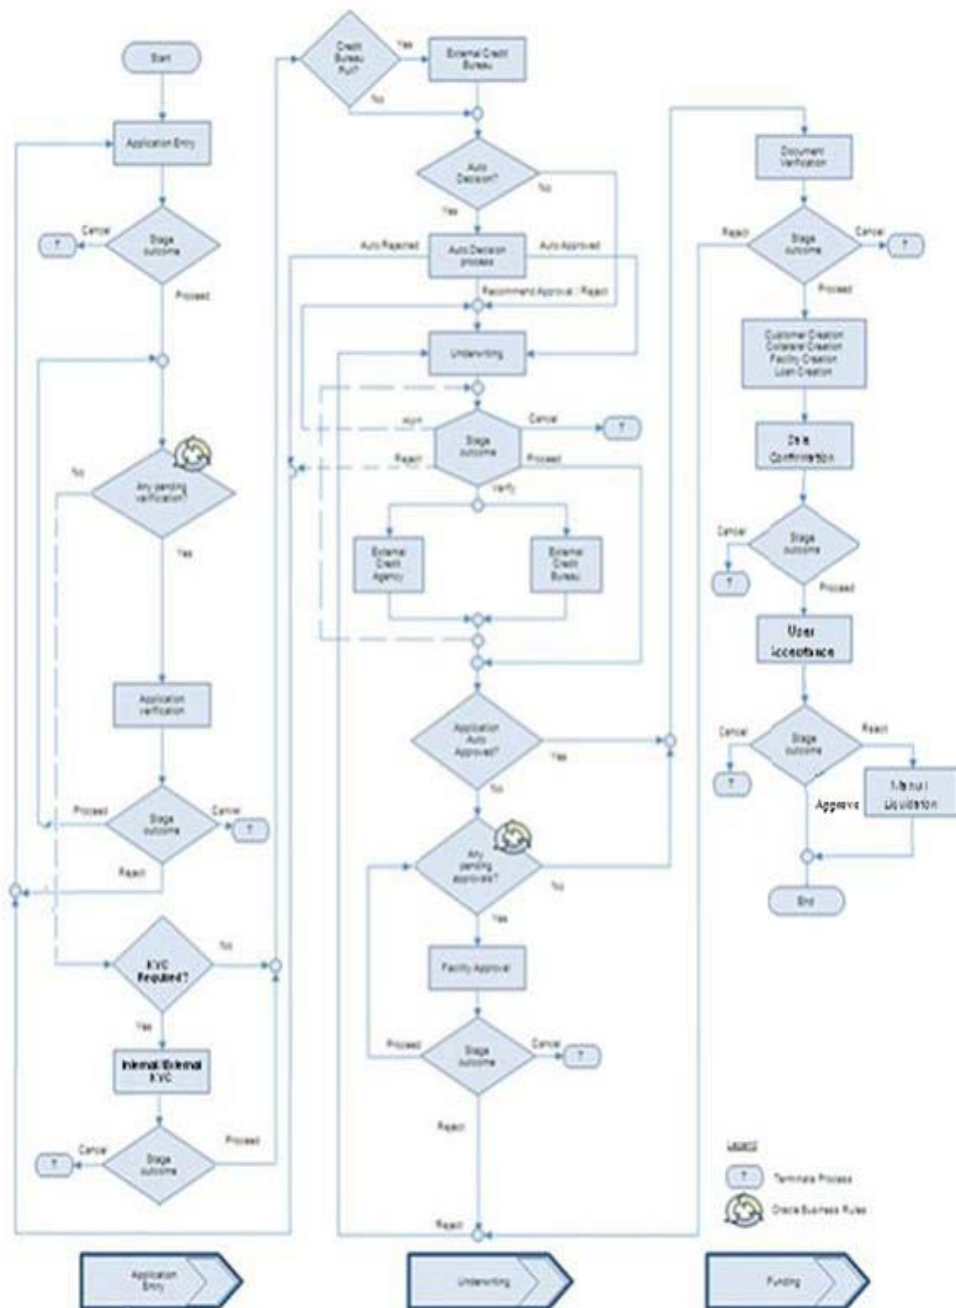 Start
Application Entry
Cancel
T
Stage
outcome
Proceed
No
Any pending
verification?
Yes
Application
verification
Proceed
Stage
outcome
Cancel
T
Reject
KYC
Required?
No
Yes
Internal/External
KYC
Cancel
T
Stage
outcome
Proceed
Credit
Bureau
Pull?
Yes
External Credit
Bureau
No
Auto
Decision?
No
Yes
Auto Rejected
Auto Decision
process
Auto Approved
Recommend Approval / Reject
Underwriting
Stage
outcome
Cancel
T
Reject
Proceed
Verify
External
Credit
Agency
External
Credit
Bureau
Application
Auto
Approved?
Yes
No
Any
pending
approvals?
No
Yes
Facility Approval
Proceed
Stage
outcome
Cancel
T
Reject
Reject
Document
Verification
Reject
Stage
outcome
Cancel
T
Proceed
Customer Creation
Collateral Creation
Facility Creation
Loan Creation
Confirmation
Cancel
T
Stage
outcome
Proceed
User
Acceptance
Cancel
T
Stage
outcome
Reject
Approve
Manual
Liquidation
End
Legend
T
Terminate Process
Oracle Business Rules
Application
Entry
Underwriting
Funding